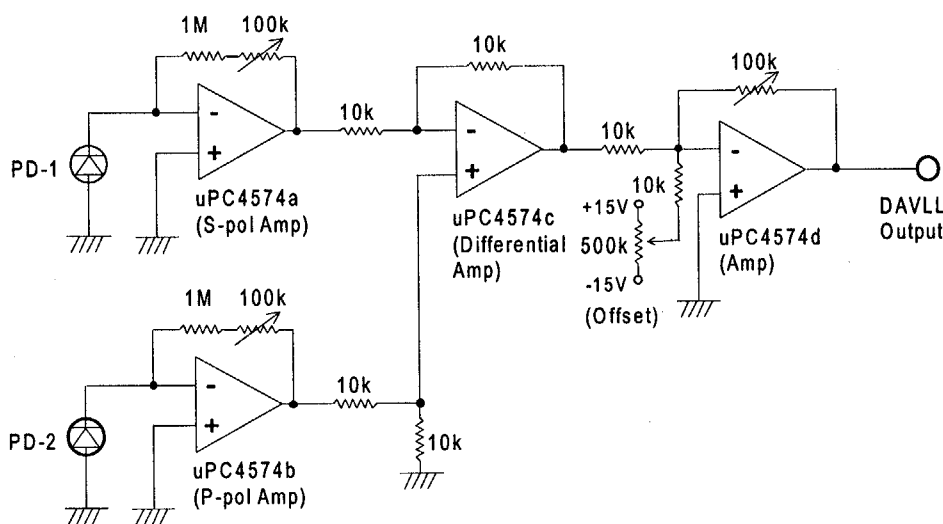 1M 100k
10k
100k
10k
10k
10k
+15V
500k
-15V
(Offset)
PD-1
-
+
uPC4574a
(S-pol Amp)
-
+
uPC4574c
(Differential
Amp)
-
+
uPC4574d
(Amp)
DAVLL
Output
1M 100k
10k
10k
PD-2
-
+
uPC4574b
(P-pol Amp)